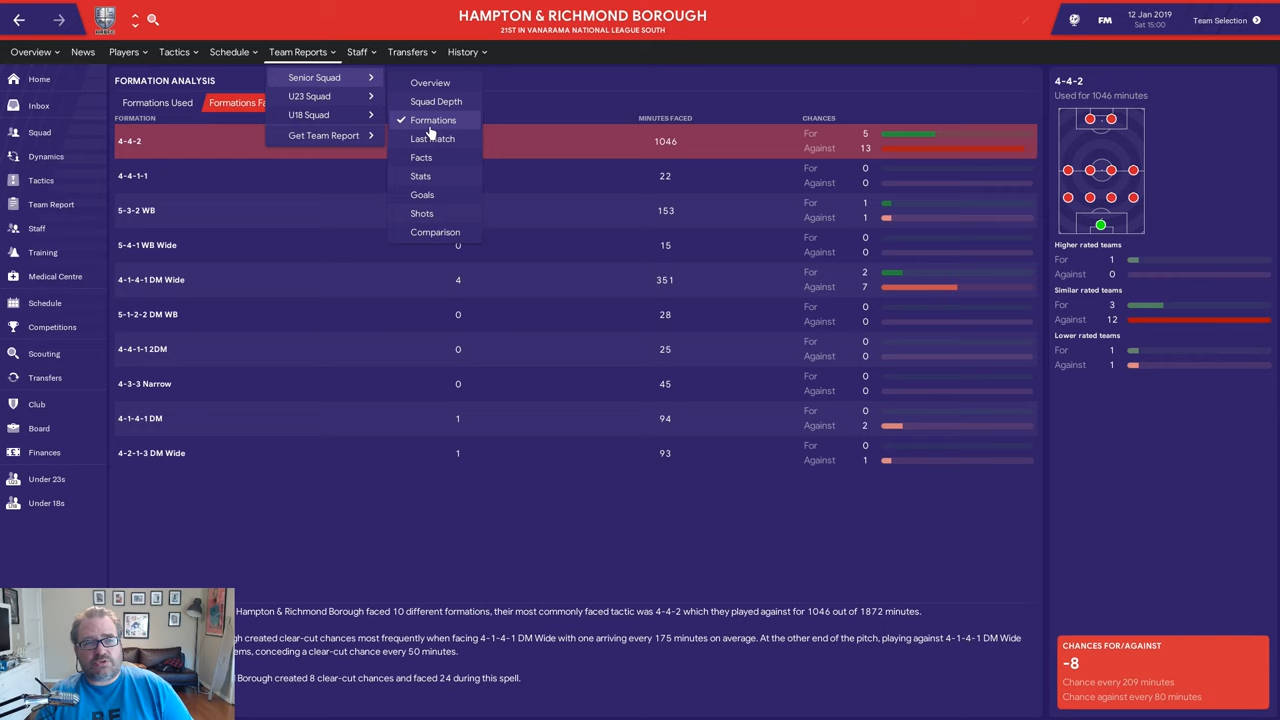 HAMPTON & RICHMOND BOROUGH
21ST IN VANARAMA NATIONAL LEAGUE SOUTH
FM
12 Jan 2019
Sat 15:00
Team Selection
Overview
News
Players
Tactics
Schedule
Team Reports
Staff
Transfers
History
Home
Inbox
Squad
Dynamics
Tactics
Team Report
Staff
Training
Medical Centre
Schedule
Competitions
Scouting
Transfers
Club
Board
Finances
Under 23s
Under 18s
FORMATION ANALYSIS
Formations Used
Formations Fa
Senior Squad
U23 Squad
U18 Squad
Get Team Report
Overview
Squad Depth
Formations
Last Match
Facts
Stats
Goals
Shots
Comparison
FORMATION
MINUTES FACED
CHANCES
4-4-2
1046
For 5
Against 13
4-4-1-1
22
For 0
Against 0
5-3-2 WB
153
For 1
Against 1
5-4-1 WB Wide
0
15
For 0
Against 0
4-1-4-1 DM Wide
4
351
For 2
Against 7
5-1-2-2 DM WB
0
28
For 0
Against 0
4-4-1-1 2DM
0
25
For 0
Against 0
4-3-3 Narrow
0
45
For 0
Against 0
4-1-4-1 DM
1
94
For 0
Against 2
4-2-1-3 DM Wide
1
93
For 0
Against 1
Hampton & Richmond Borough faced 10 different formations, their most commonly faced tactic was 4-4-2 which they played against for 1046 out of 1872 minutes.
gh created clear-cut chances most frequently when facing 4-1-4-1 DM Wide with one arriving every 175 minutes on average. At the other end of the pitch, playing against 4-1-4-1 DM Wide
ems, conceding a clear-cut chance every 50 minutes.
Borough created 8 clear-cut chances and faced 24 during this spell.
4-4-2
Used for 1046 minutes
Higher rated teams
For 1
Against 0
Similar rated teams
For 3
Against 12
Lower rated teams
For 1
Against 1
CHANCES FOR/AGAINST
-8
Chance every 209 minutes
Chance against every 80 minutes
BE